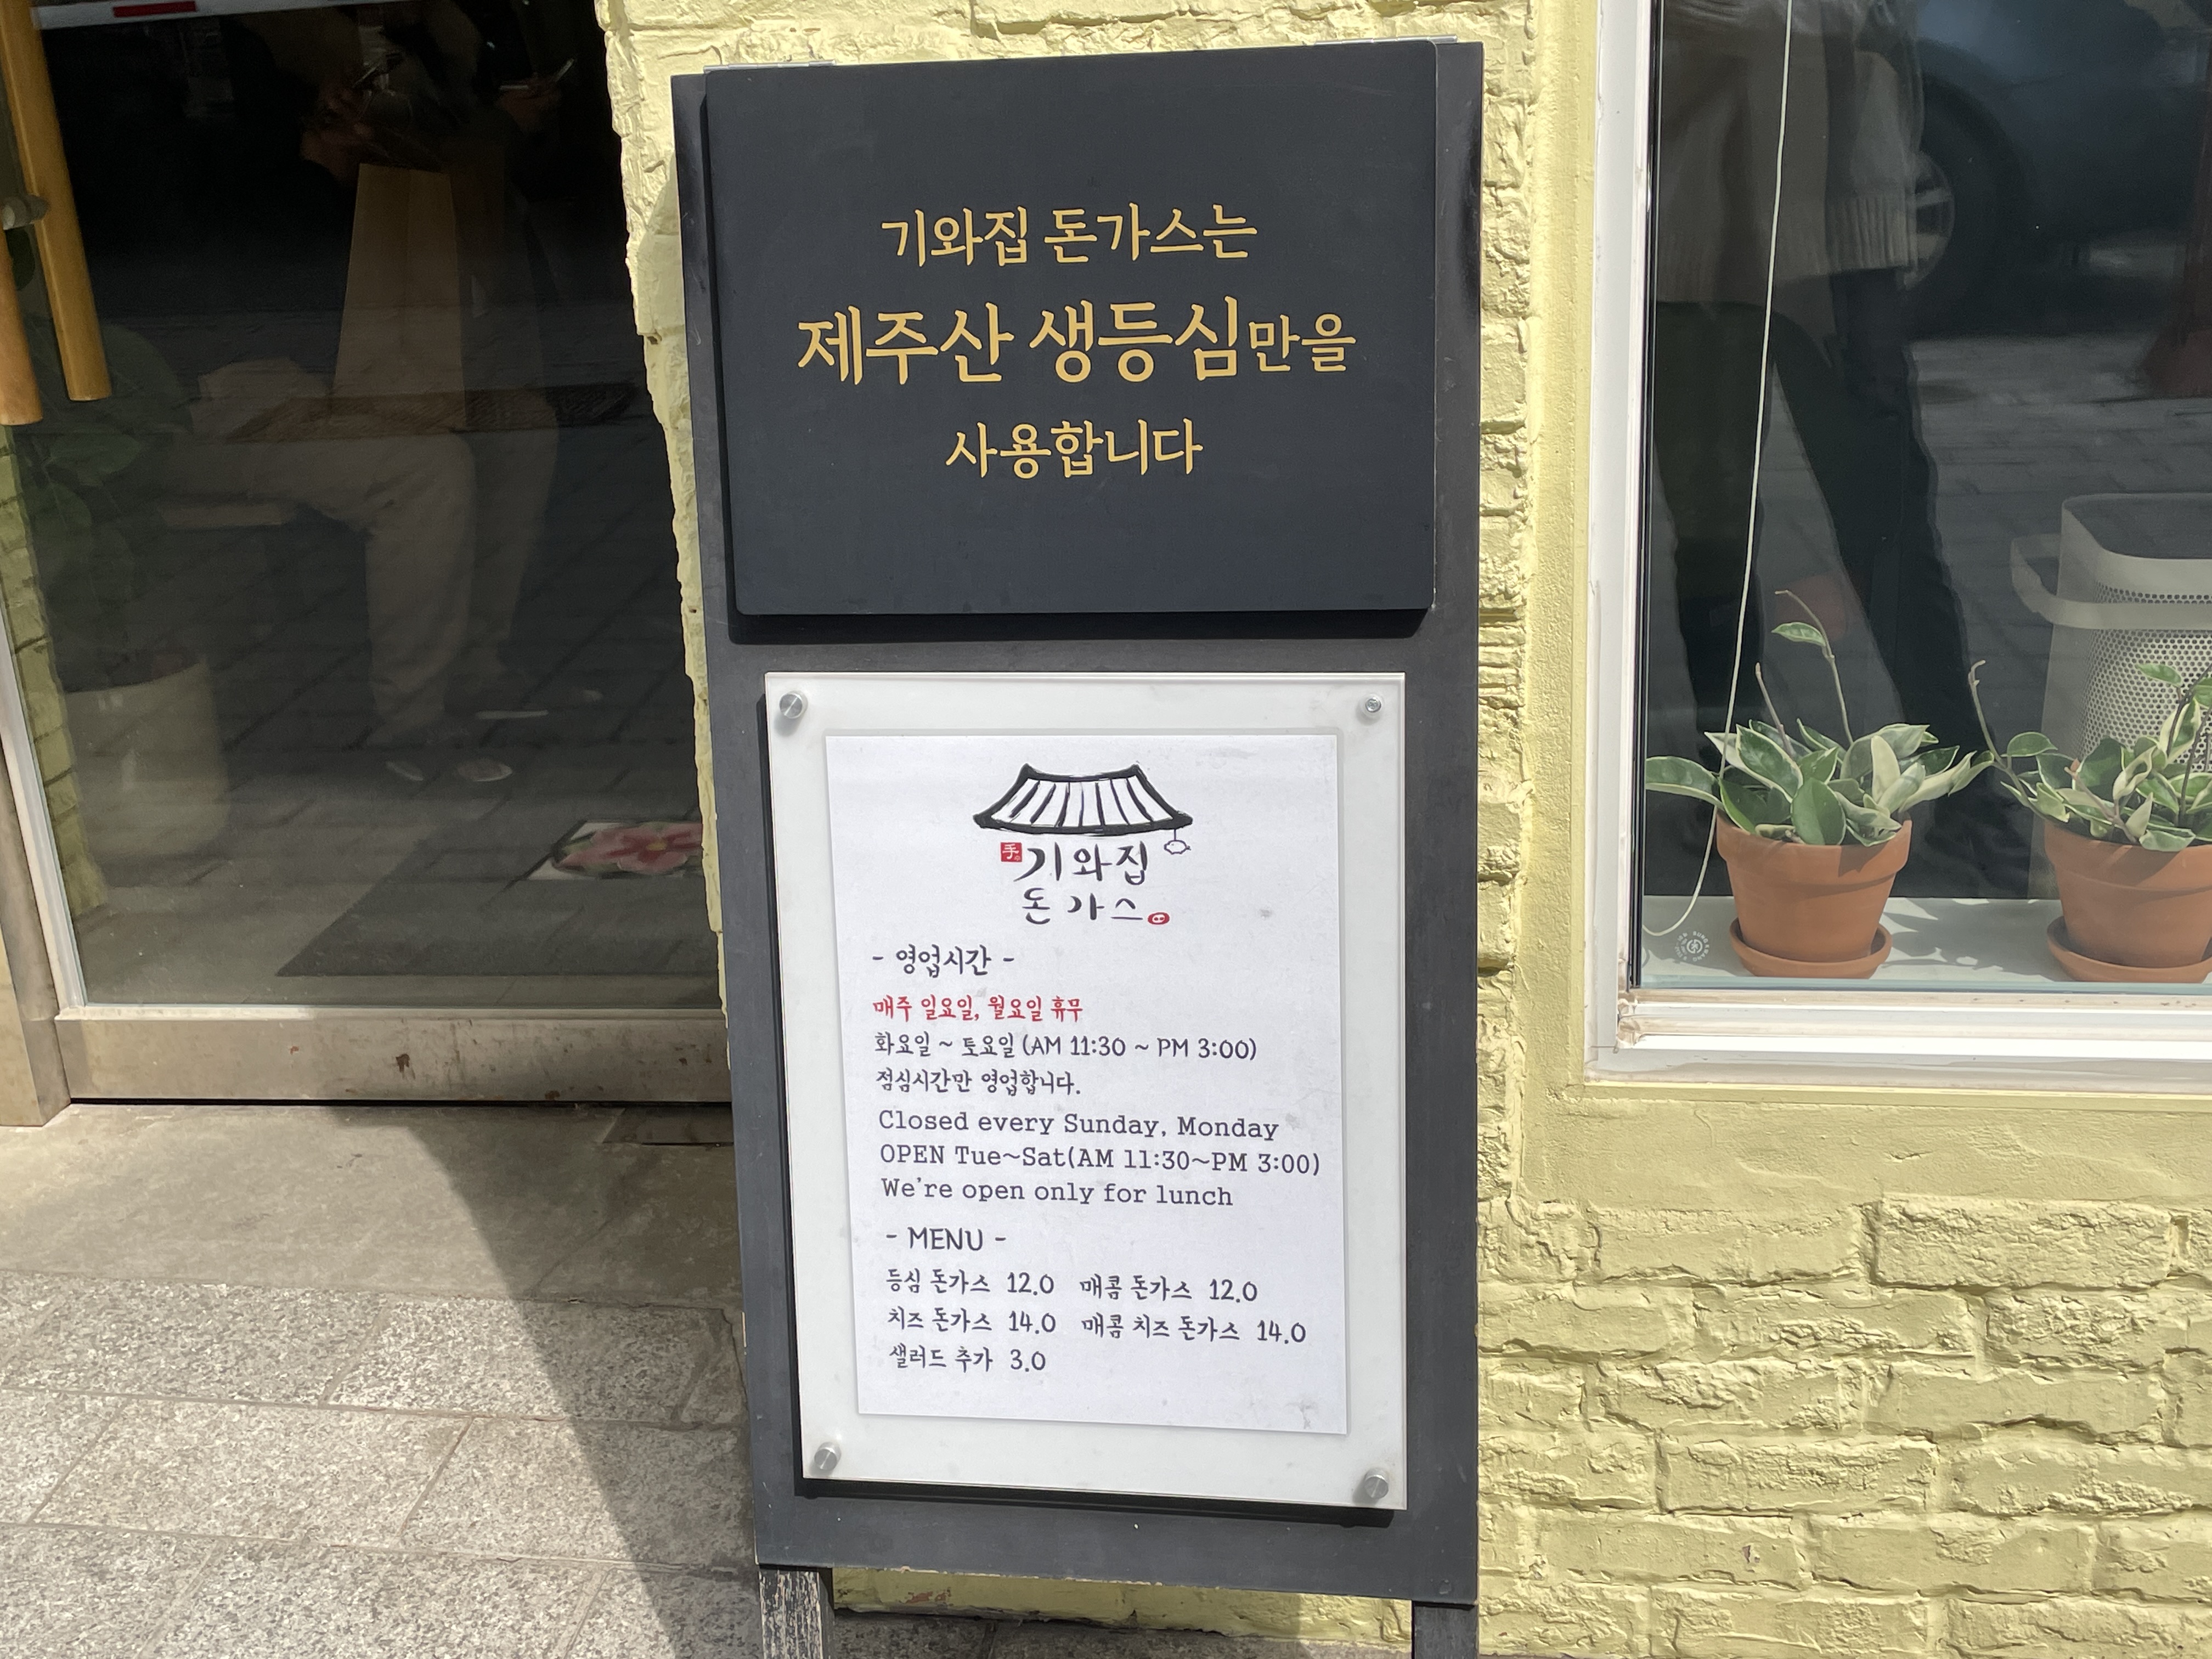 기와집 돈가스는
제주산 생등심만을
사용합니다
手 기와집
돈가스
- 영업시간 -
매주 일요일, 월요일 휴무
화요일 ~ 토요일 (AM 11:30 ~ PM 3:00)
점심시간만 영업합니다.
Closed every Sunday, Monday
OPEN Tue~Sat(AM 11:30~PM 3:00)
We're open only for lunch
- MENU -
등심 돈가스 12.0 매콤 돈가스 12.0
치즈 돈가스 14.0 매콤 치즈 돈가스 14.0
샐러드 추가 3.0